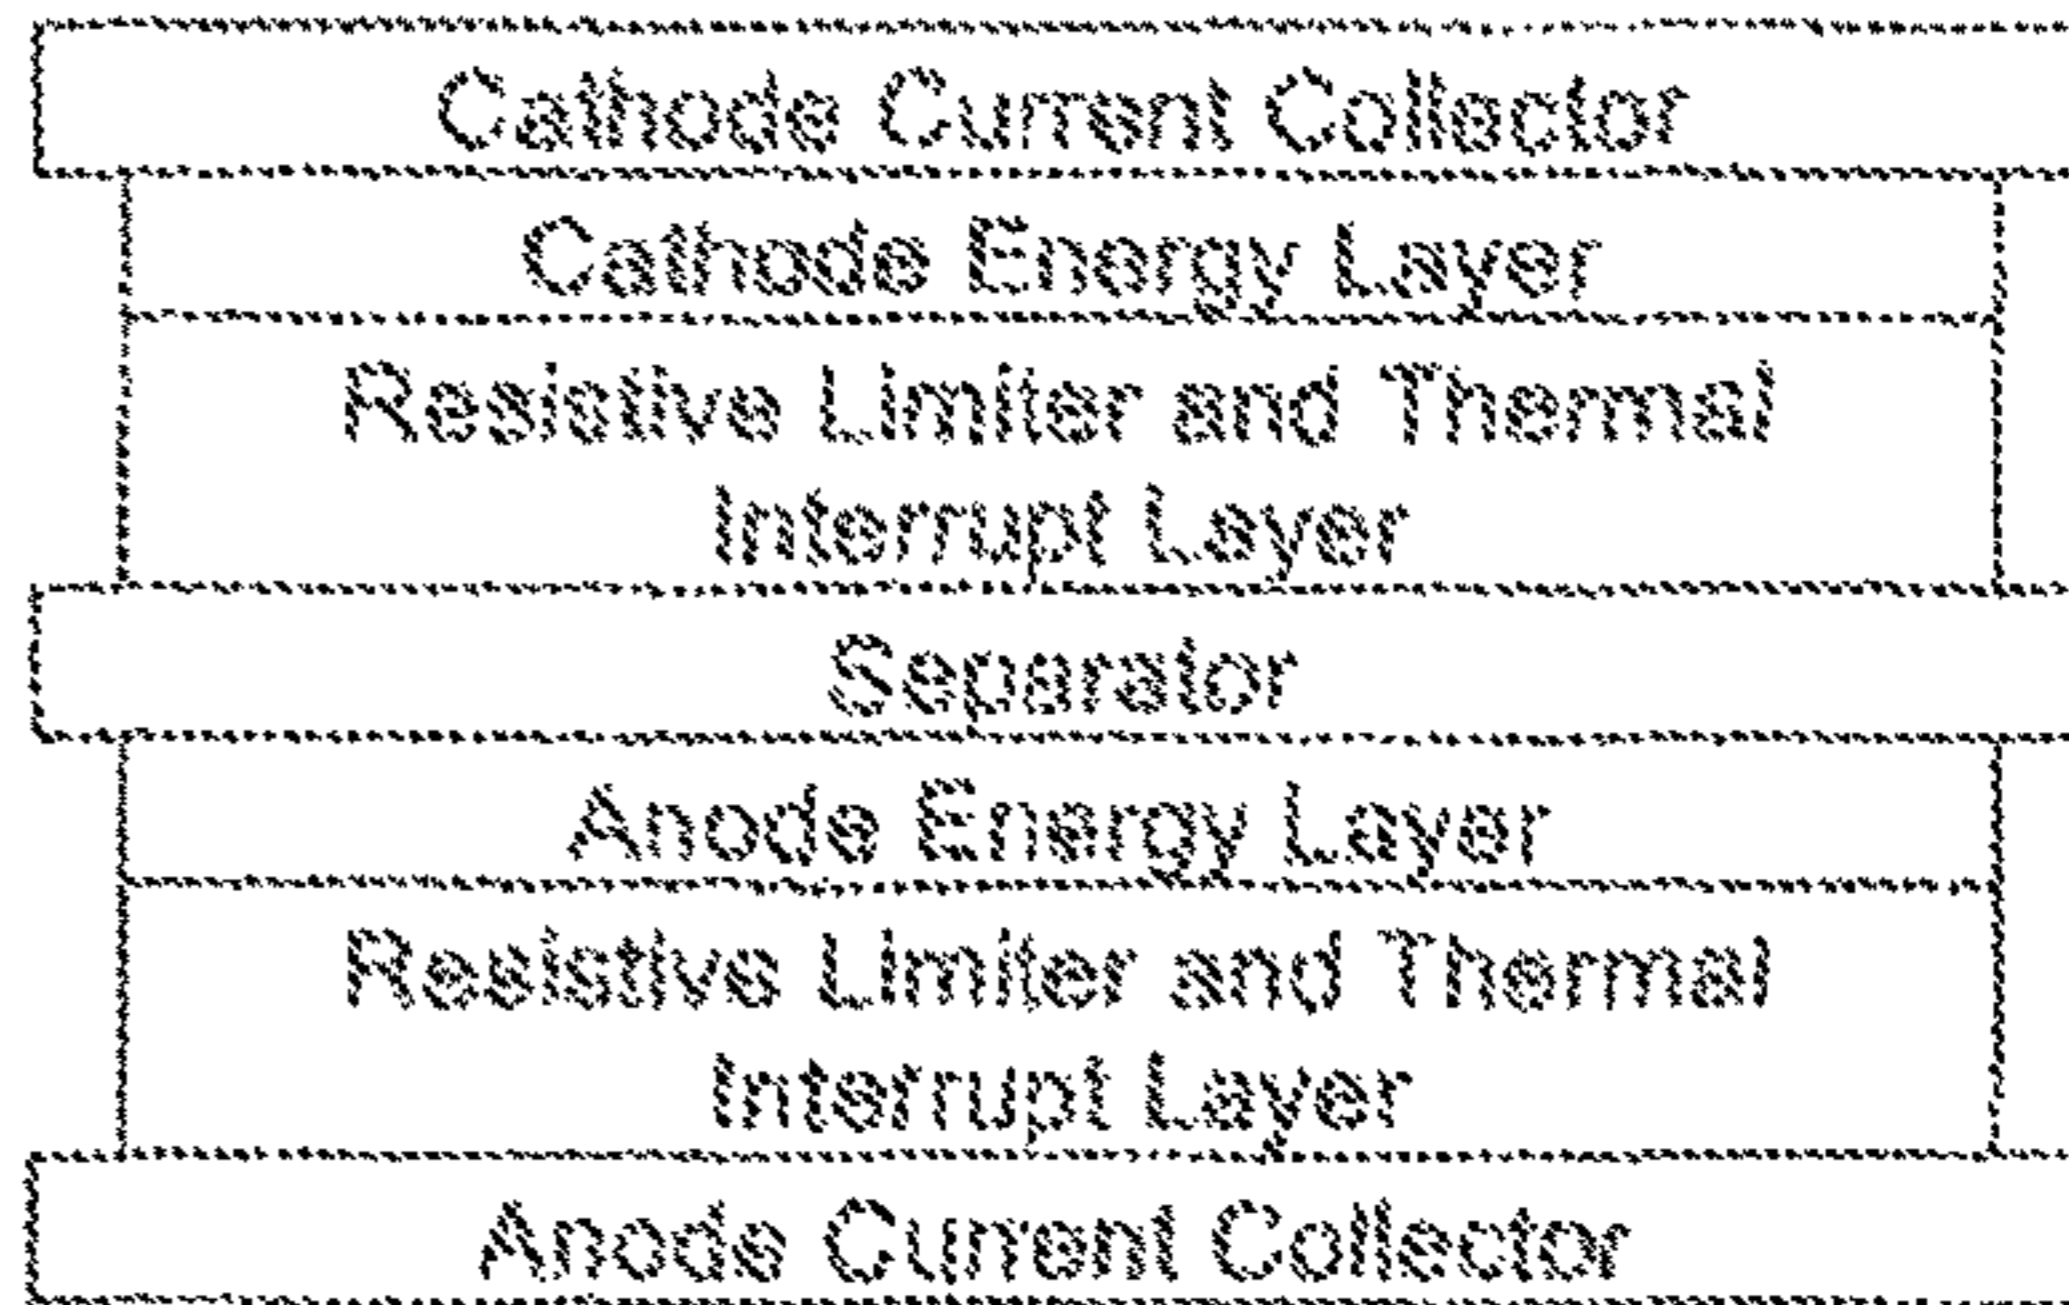 Cathode Current Collector
Cathode Energy Layer
Resistive Limiter and Thermal
Interrupt Layer
Separator
Anode Energy Layer
Resistive Limiter and Thermal
Interrupt Layer
Anode Current Collector